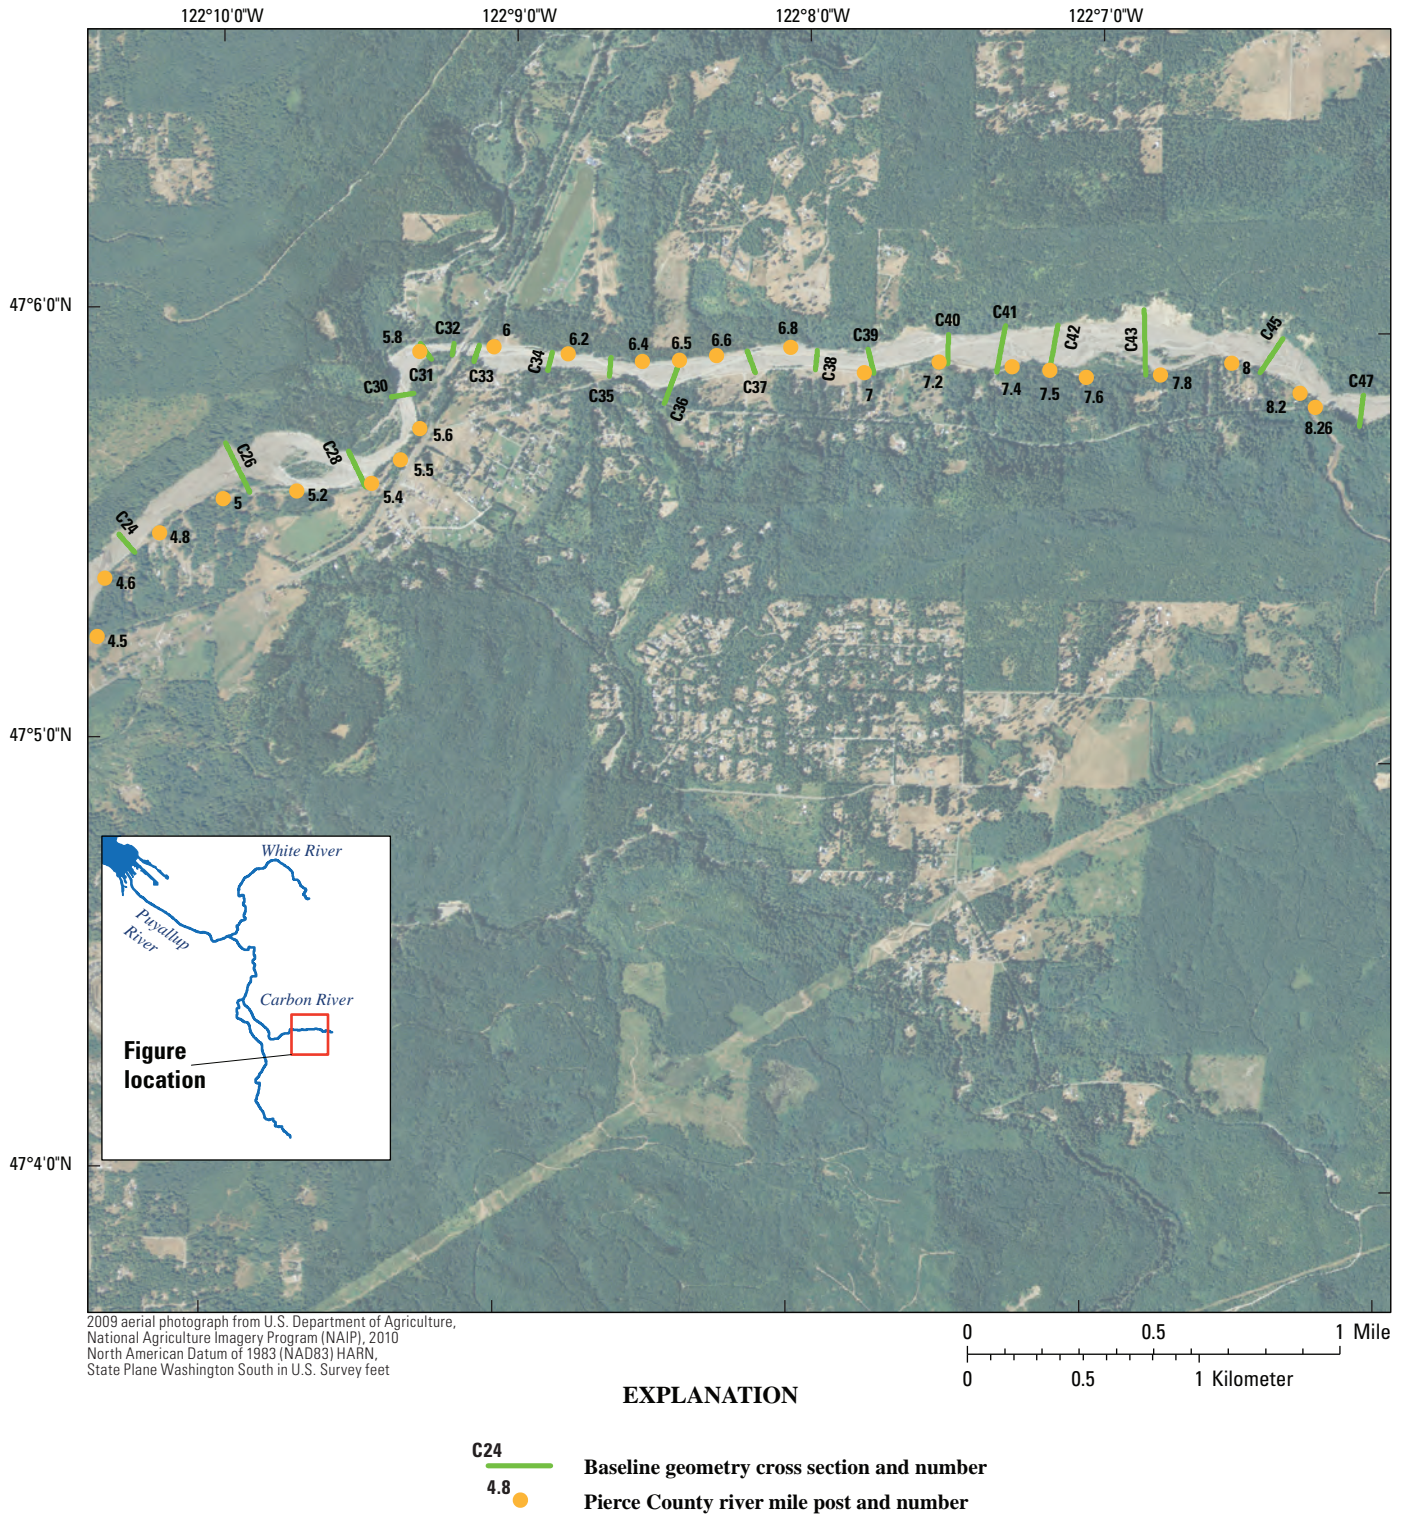 122°10'0"W 122°9'0"W 122°8'0"W 122°7'0"W
47°6'0"N
47°5'0"N
47°4'0"N
5.8
C32
6
6.2
C34
6.4
6.5
6.6
6.8
C39
C40
C41
C42
C43
C45
C30
C31
C33
C35
C36
C37
C38
7
7.2
7.4
7.5
7.6
7.8
8
8.2
8.26
C47
C26
C28
5.6
5.5
5.4
5.2
5
C24
4.8
4.6
4.5
White River
Puyallup
River
Carbon River
Figure
location
2009 aerial photograph from U.S. Department of Agriculture,
National Agriculture Imagery Program (NAIP), 2010
North American Datum of 1983 (NAD83) HARN,
State Plane Washington South in U.S. Survey feet
0 0.5 1 Mile
0 0.5 1 Kilometer
EXPLANATION
C24
Baseline geometry cross section and number
4.8
Pierce County river mile post and number